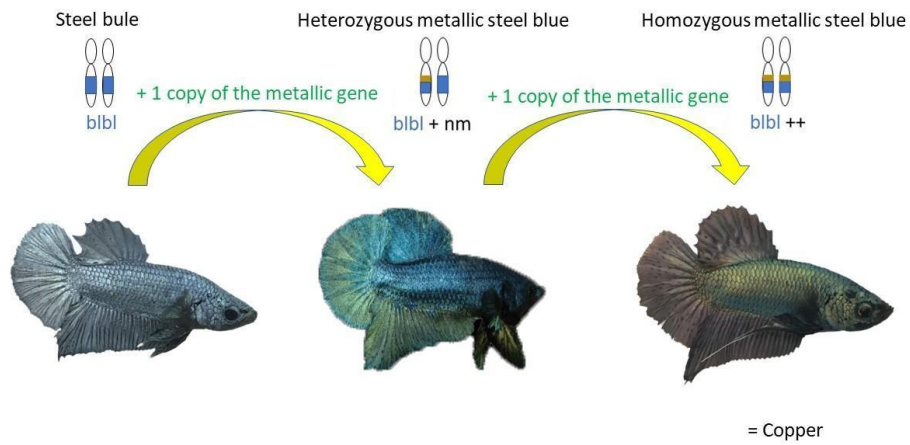 Steel bule
Heterozygous metallic steel blue
Homozygous metallic steel blue
+ 1 copy of the metallic gene
+ 1 copy of the metallic gene
blbl
blbl + nm
blbl ++
= Copper